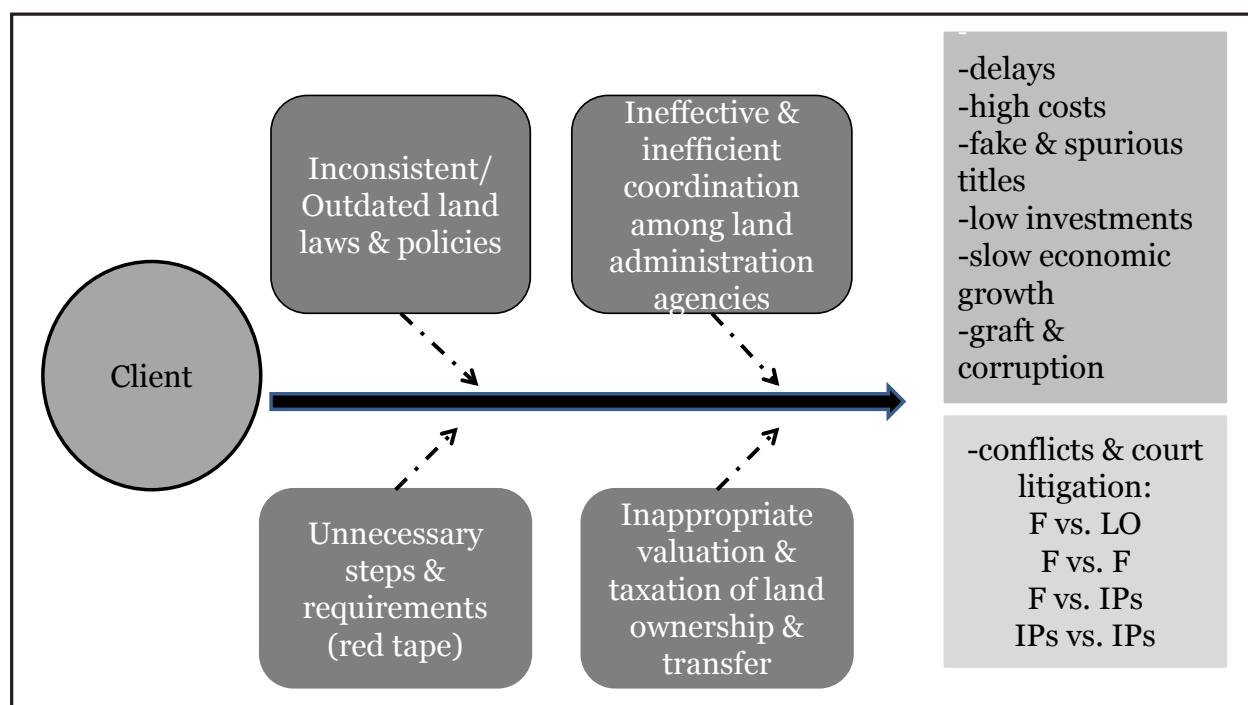 Client
Inconsistent/
Outdated land
laws & policies
Ineffective &
inefficient
coordination
among land
administration
agencies
Unnecessary
steps &
requirements
(red tape)
Inappropriate
valuation &
taxation of land
ownership &
transfer
-delays
-high costs
-fake & spurious
titles
-low investments
-slow economic
growth
-graft &
corruption
-conflicts & court
litigation:
F vs. LO
F vs. F
F vs. IPs
IPs vs. IPs